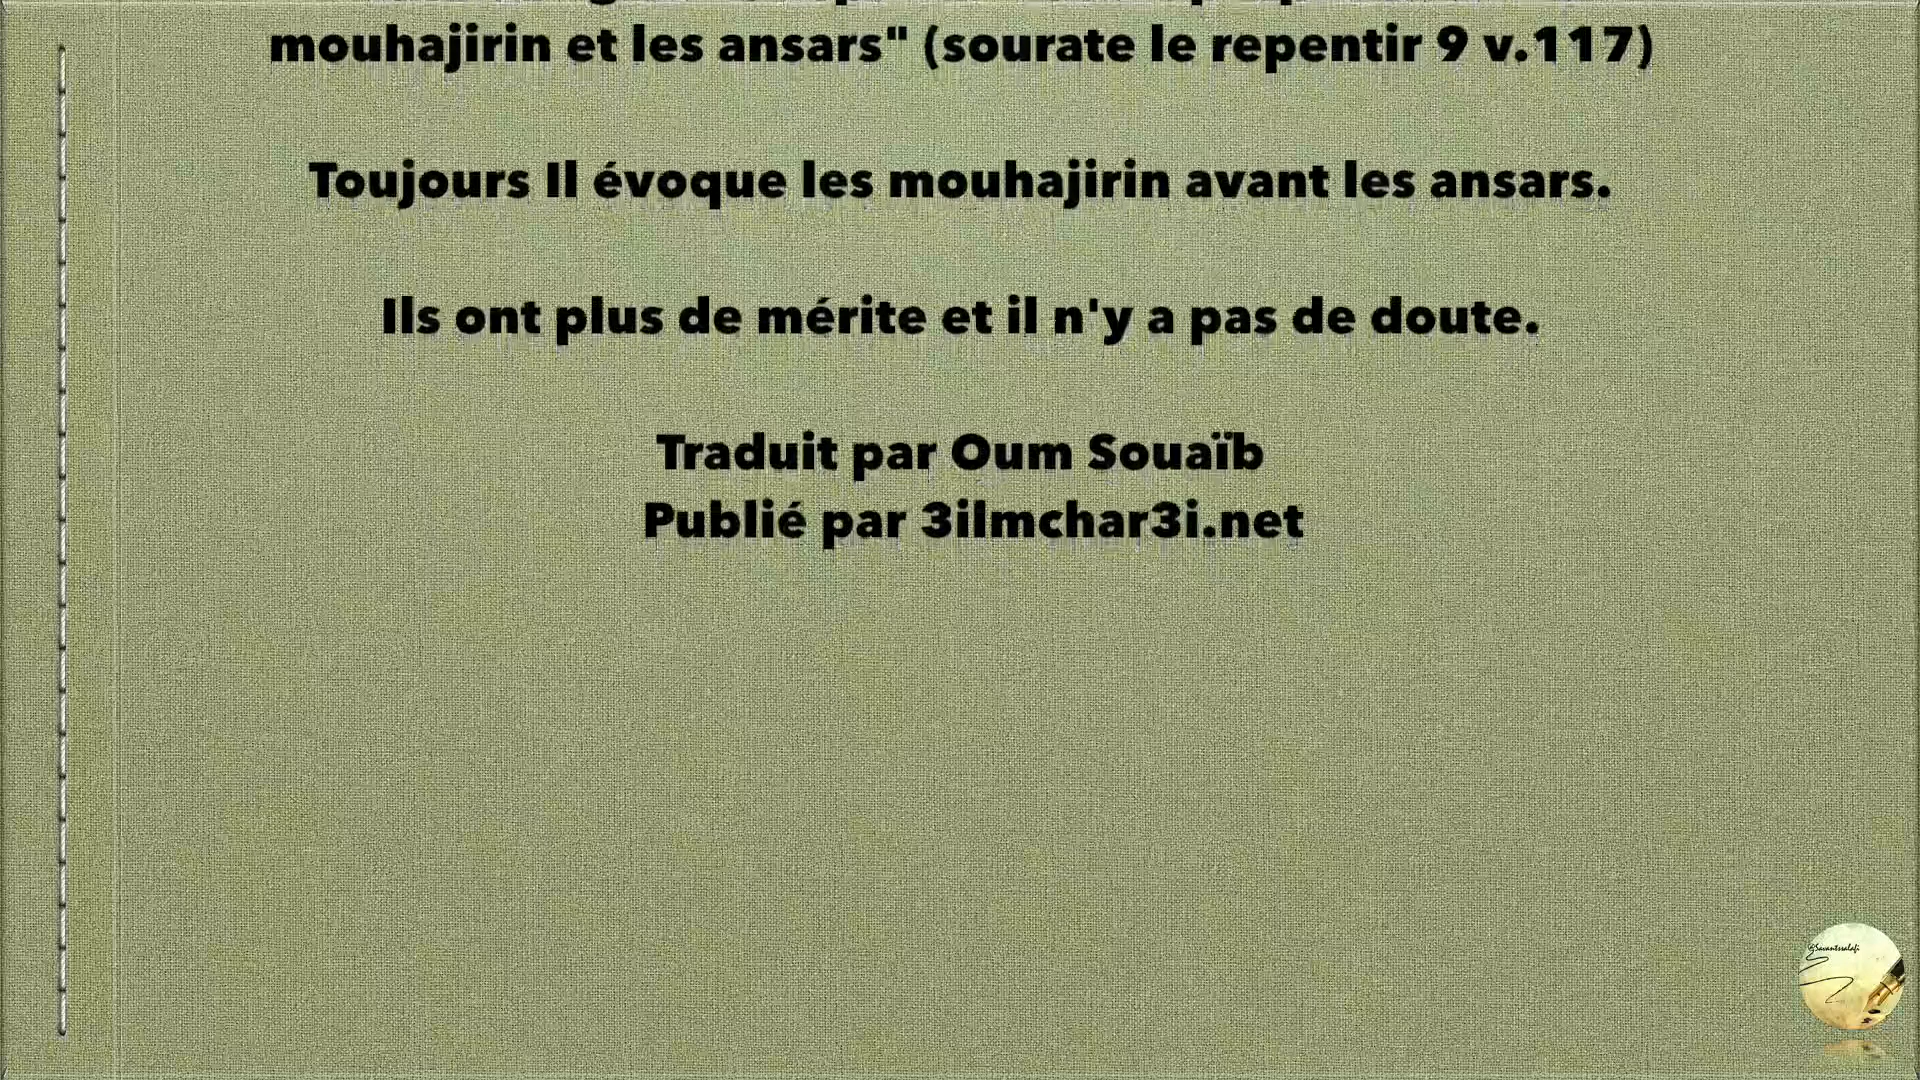 mouhajirin et les ansars" (sourate le repentir 9 v.117)
Toujours Il évoque les mouhajirin avant les ansars.
Ils ont plus de mérite et il n'y a pas de doute.
Traduit par Oum Souaïb
Publié par 3ilmchar3i.net
@Savantssalafi